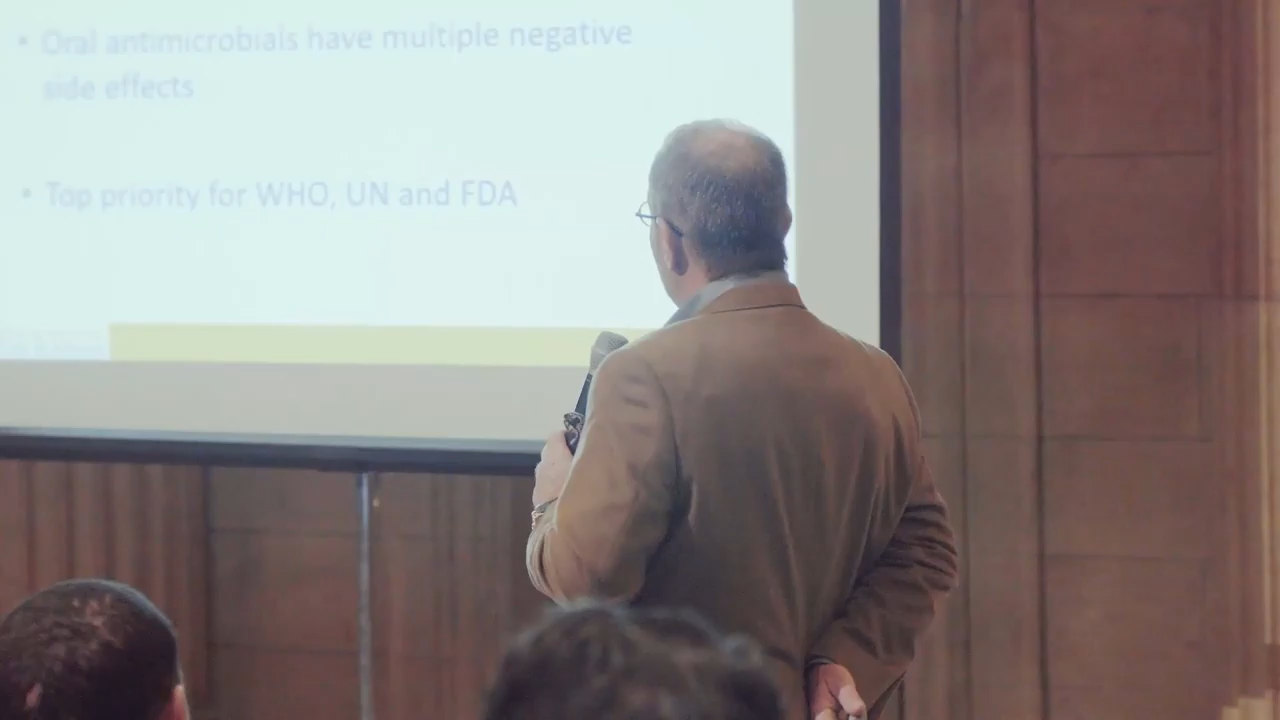 • Oral antimicrobials have multiple negative
side effects
• Top priority for WHO, UN and FDA